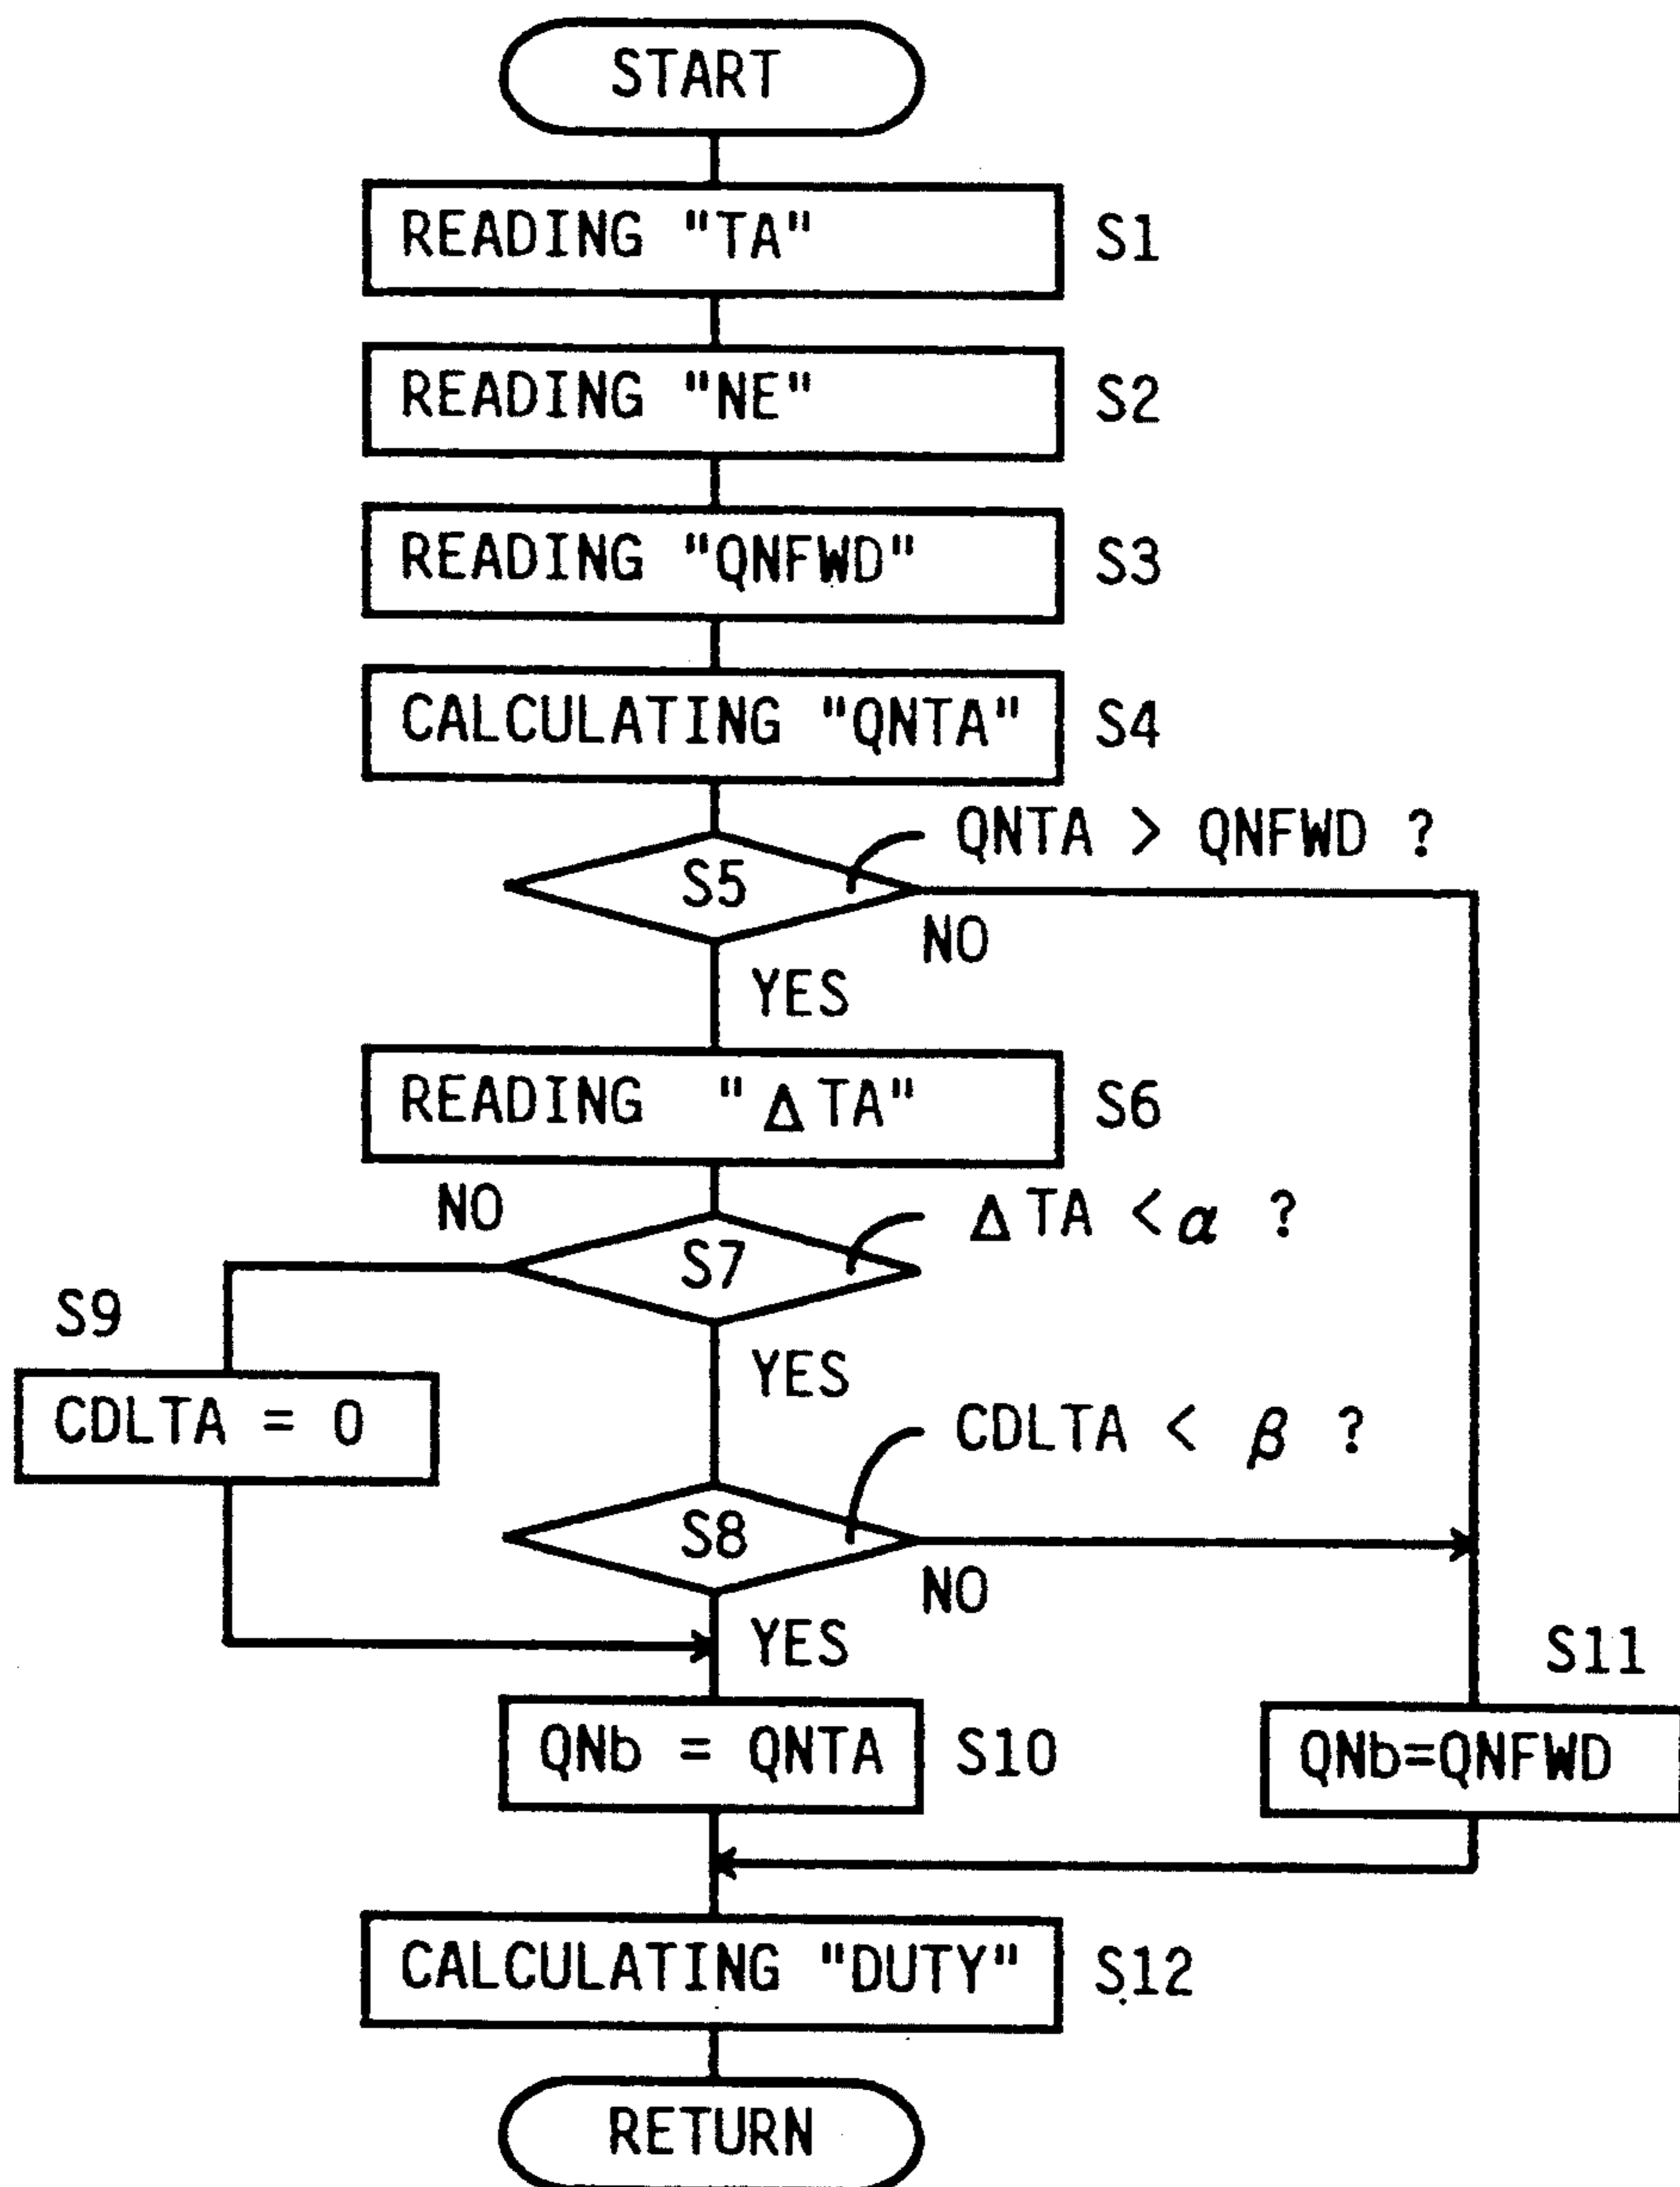 START
READING "TA" S1
READING "NE" S2
READING "QNFWD" S3
CALCULATING "QNTA" S4
QNTA > QNFWD ?
S5
NO
YES
READING "Δ TA" S6
NO
Δ TA < α ?
S7
S9
YES
CDLTA = 0
CDLTA < β ?
S8
NO
YES
S11
QNb = QNTA S10
QNb=QNFWD
CALCULATING "DUTY" S12
RETURN